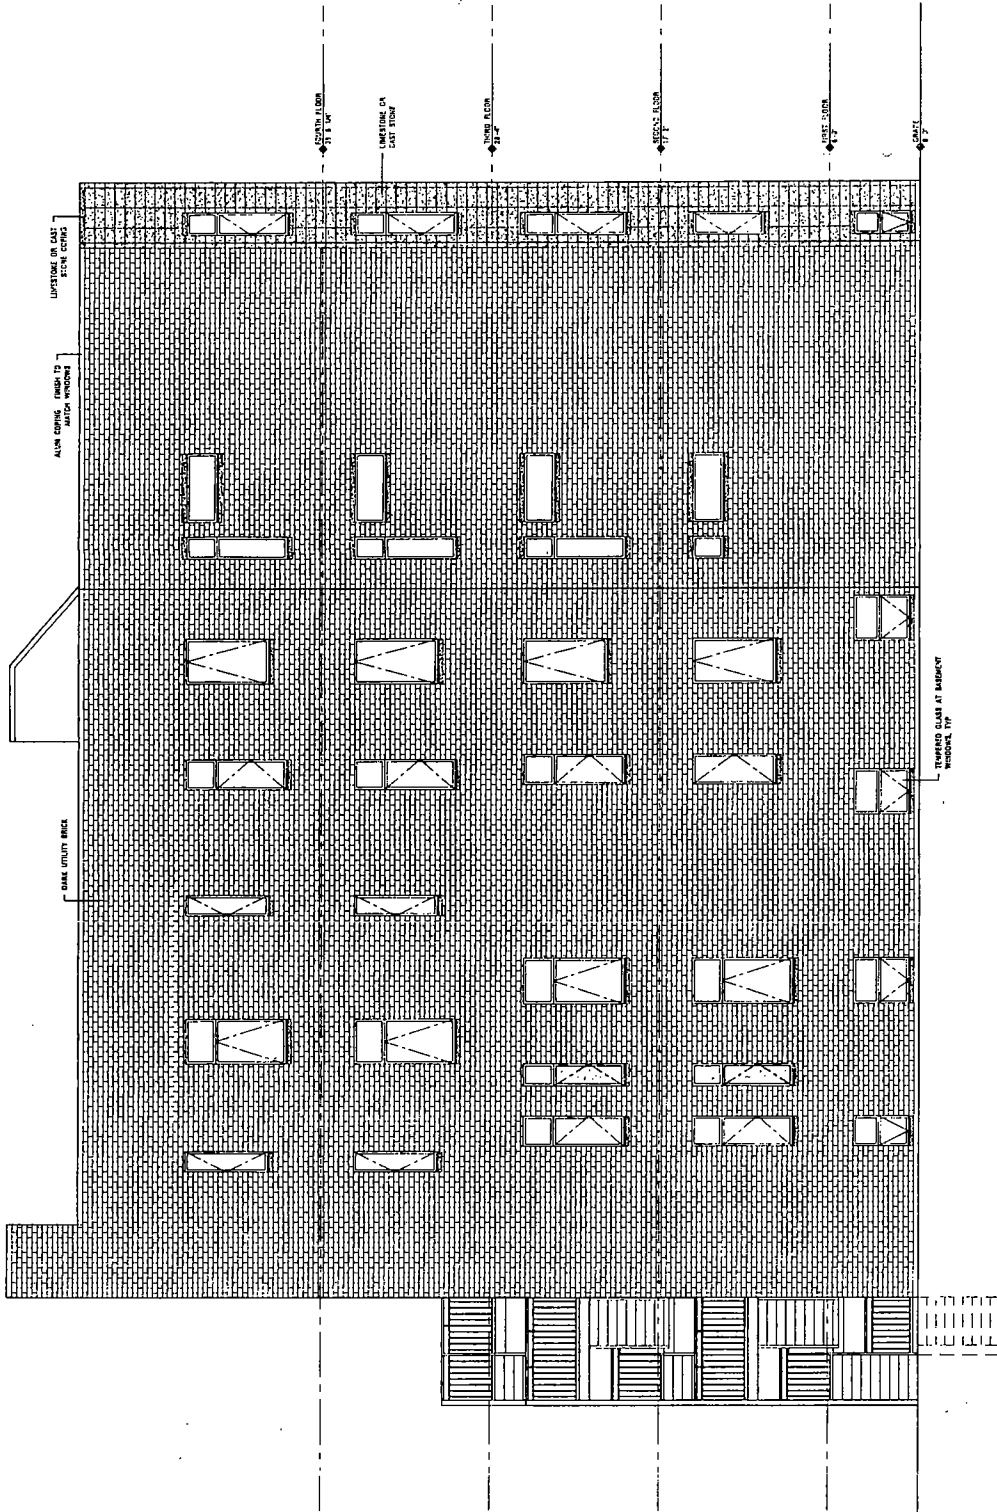 DARK UTILITY BRICK
ALUM COPING FINISH TO
MATCH WINDOWS
LIMESTONE OR CAST
STONE COPING
FOURTH FLOOR
LIMESTONE OR
CAST STONE
THIRD FLOOR
SECOND FLOOR
17'
FIRST FLOOR
TEMPERED GLASS AT BASEMENT
WINDOWS, TYP